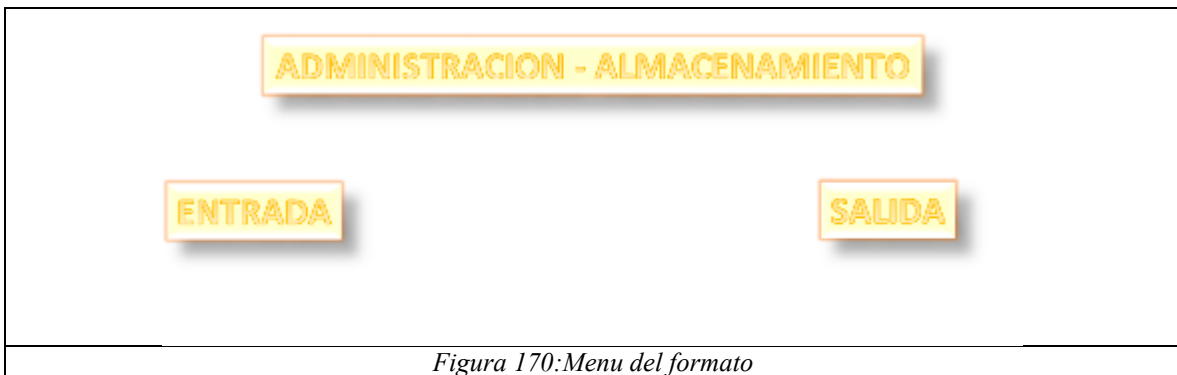 ADMINISTRACION - ALMACENAMIENTO
ENTRADA SALIDA
Figura 170:Menu del formato